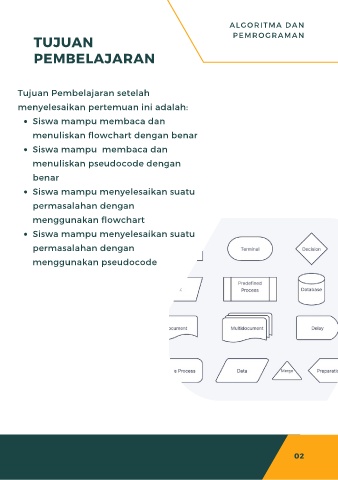 ALGORITMA DAN
PEMROGRAMAN
TUJUAN
PEMBELAJARAN
Tujuan Pembelajaran setelah
menyelesaikan pertemuan ini adalah:
• Siswa mampu membaca dan
menuliskan flowchart dengan benar
• Siswa mampu membaca dan
menuliskan pseudocode dengan
benar
• Siswa mampu menyelesaikan suatu
permasalahan dengan
menggunakan flowchart
• Siswa mampu menyelesaikan suatu
permasalahan dengan
menggunakan pseudocode
Terminal
Decision
Predefined
Process
Database
ocument
Multidocument
Delay
s Process
Data
Merge
Preparati
02